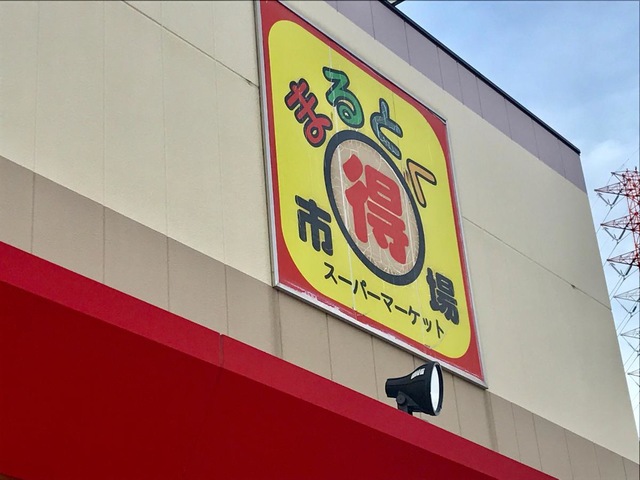 まるとく
得
市場
スーパーマーケット